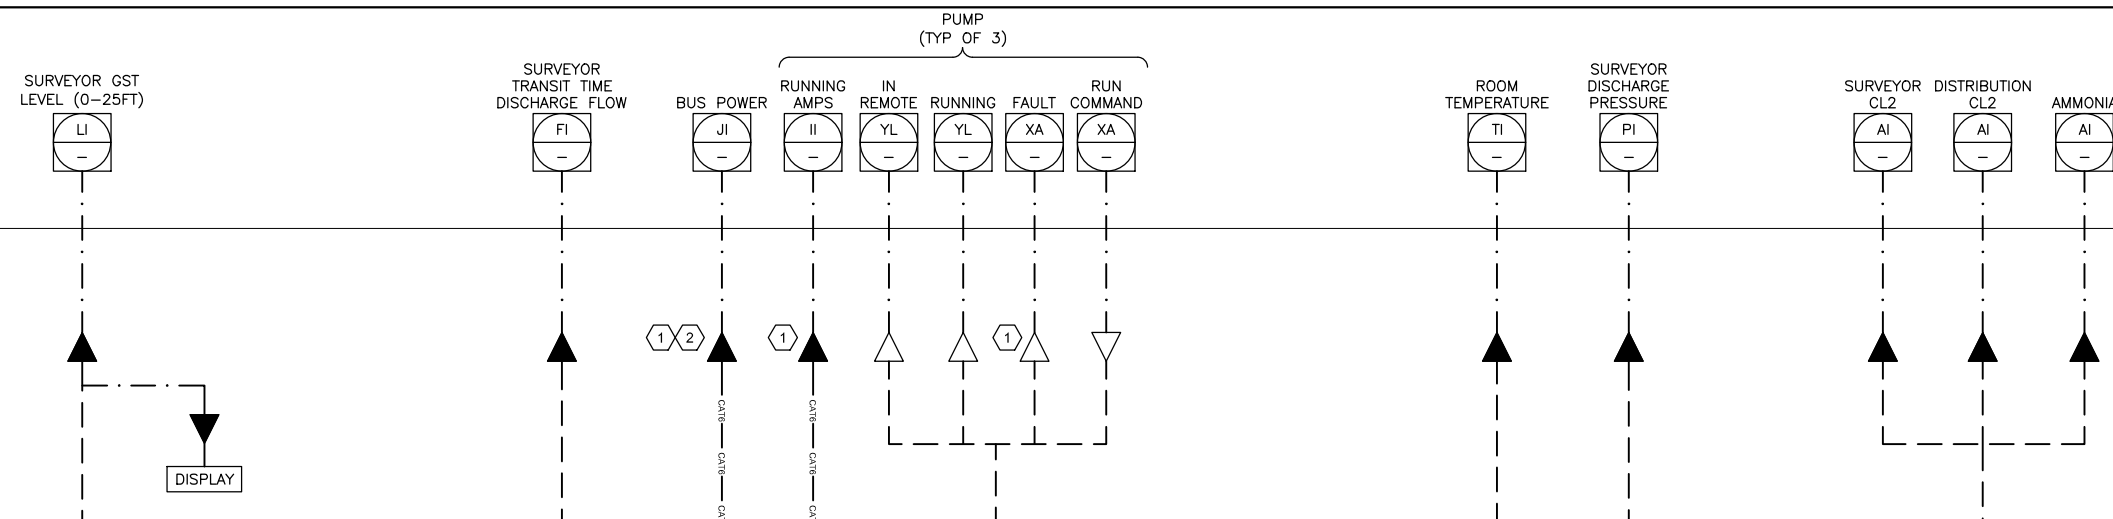 PUMP
(TYP OF 3)
SURVEYOR GST
LEVEL (0-25FT)
LI
-
SURVEYOR
TRANSIT TIME
DISCHARGE FLOW
FI
-
BUS POWER
JI
-
RUNNING
AMPS
II
-
IN
REMOTE
YL
-
RUNNING
YL
-
FAULT
XA
-
RUN
COMMAND
XA
-
ROOM
TEMPERATURE
TI
-
SURVEYOR
DISCHARGE
PRESSURE
PI
-
SURVEYOR
CL2
AI
-
DISTRIBUTION
CL2
AI
-
AMMONIA
AI
-
1
2
1
1
DISPLAY
CAT6
CAT6
CAT6
CAT6
CAT6
CAT6